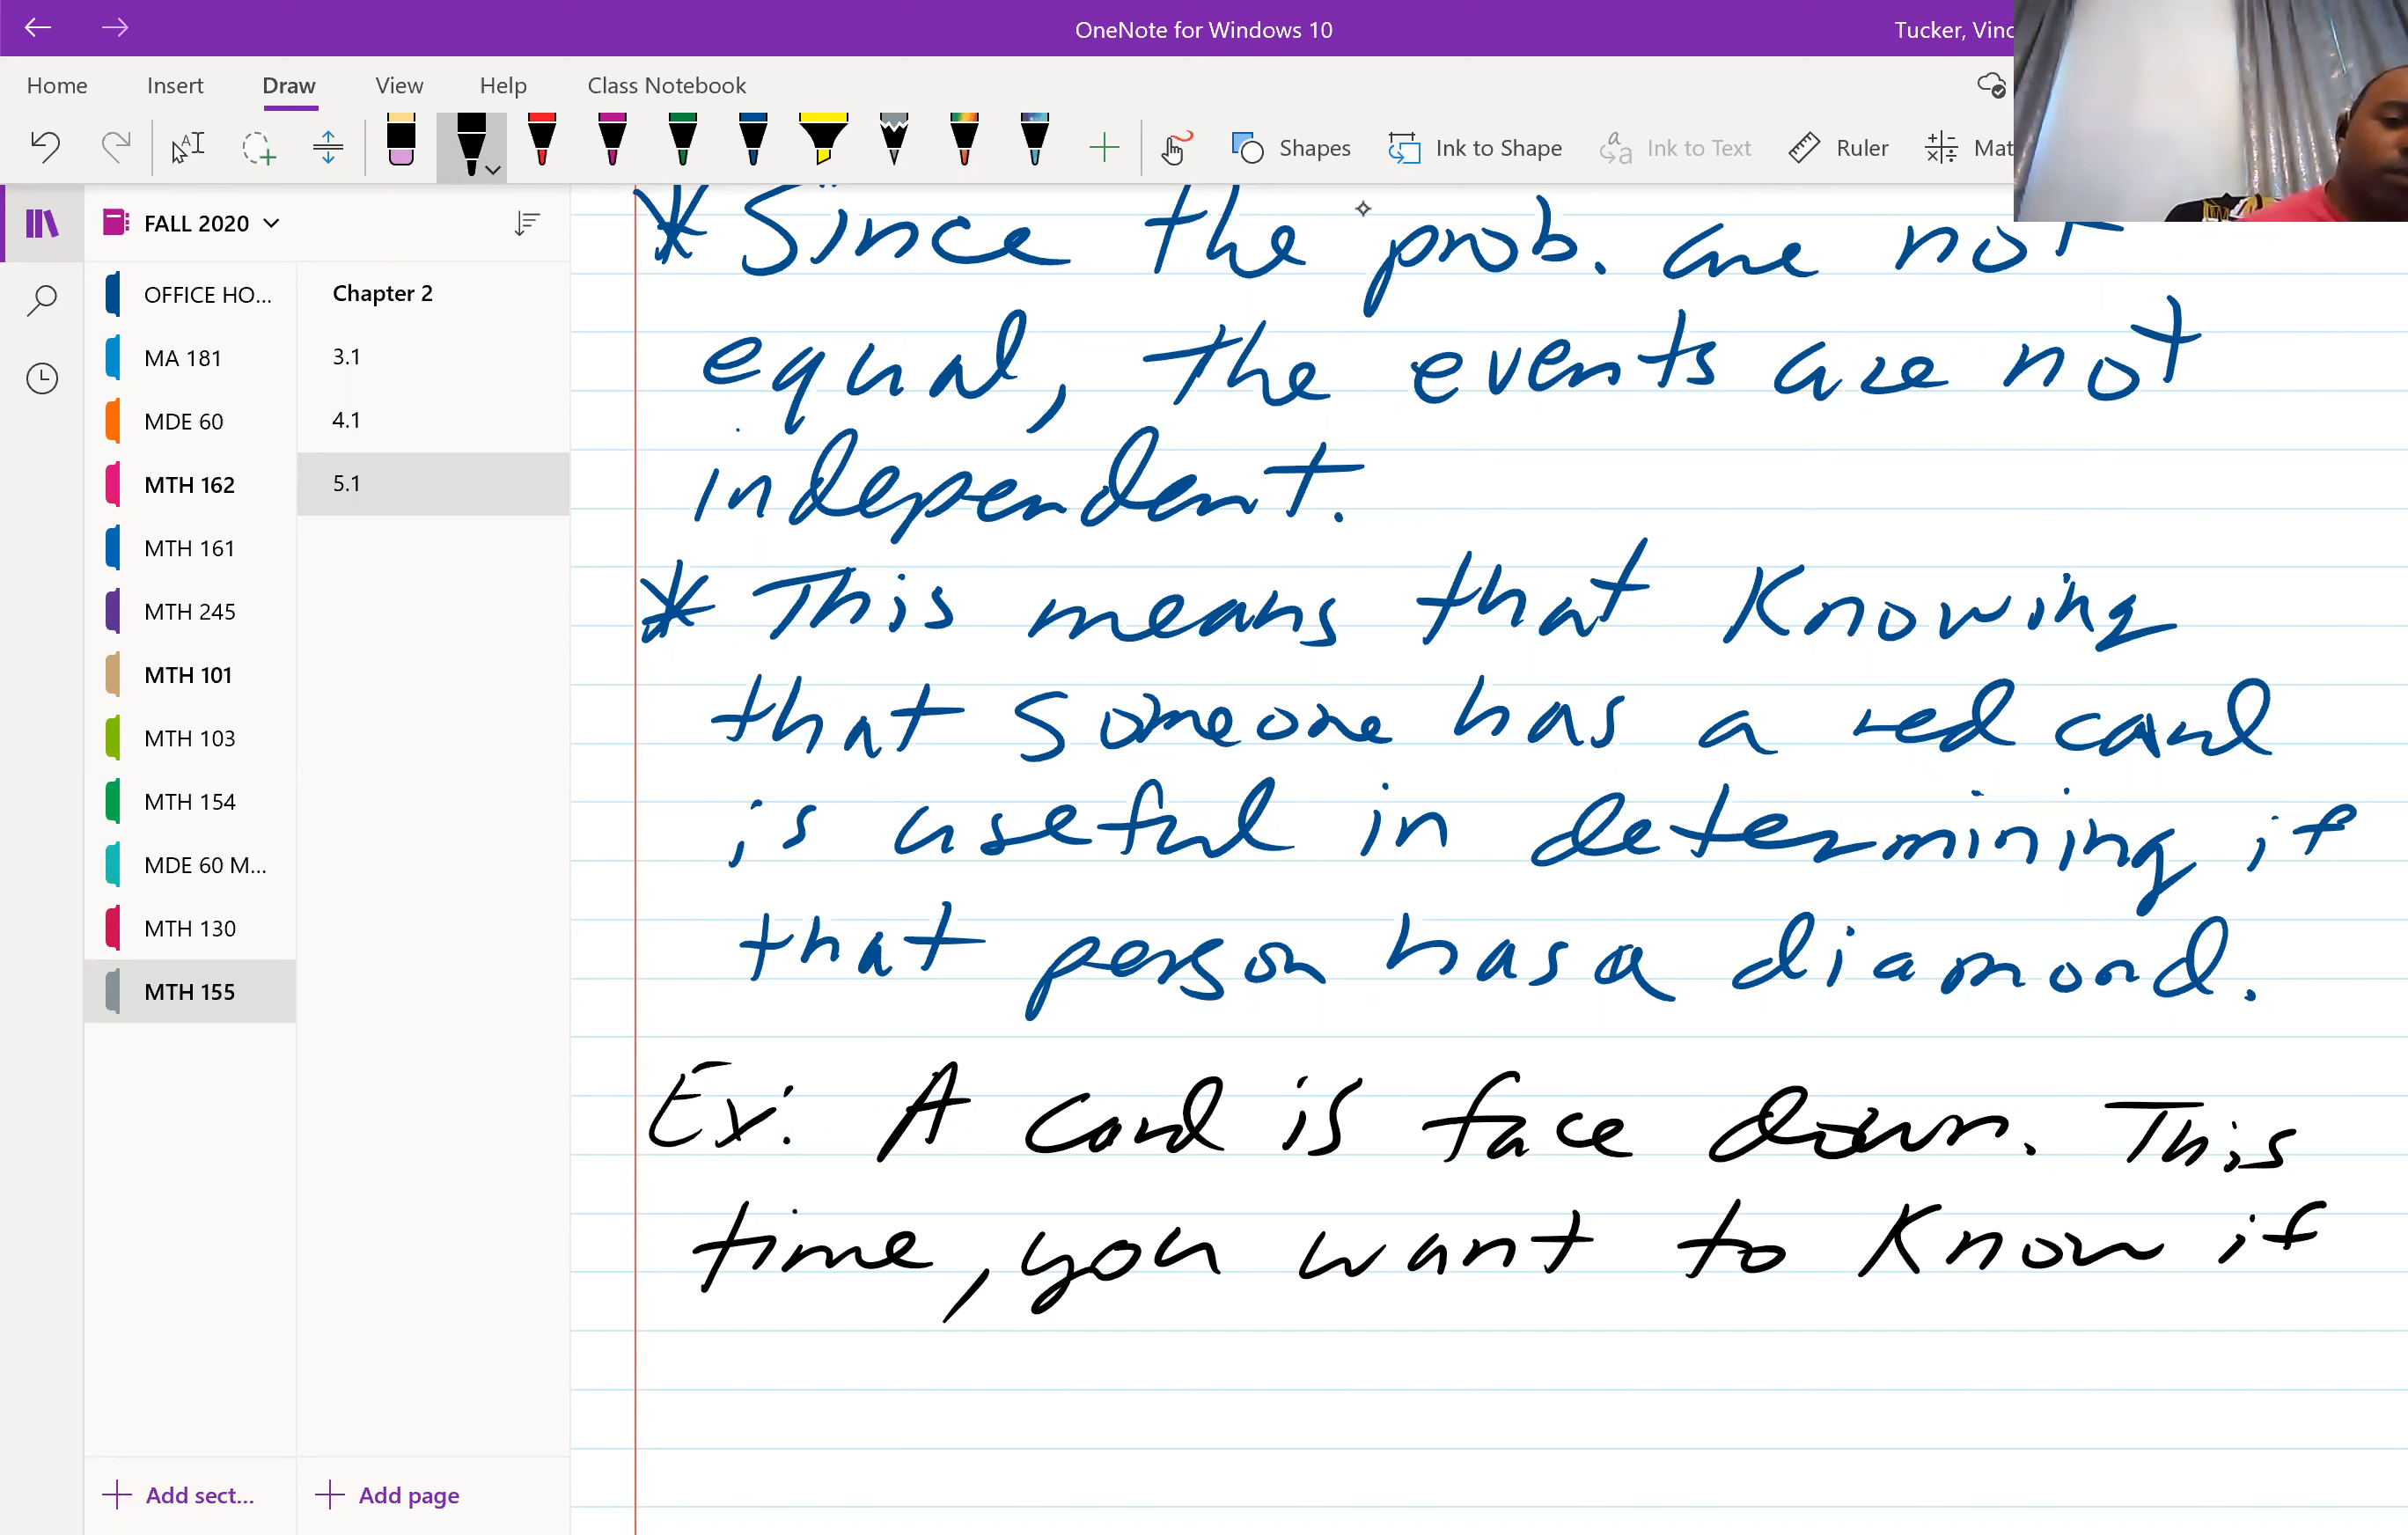 OneNote for Windows 10
Tucker, Vinc
Home Insert Draw View Help Class Notebook
Shapes Ink to Shape Ink to Text Ruler Mat
FALL 2020
OFFICE HO...
MA 181
MDE 60
MTH 162
MTH 161
MTH 245
MTH 101
MTH 103
MTH 154
MDE 60 M...
MTH 130
MTH 155
Add sect...
Chapter 2
3.1
4.1
5.1
Add page
* Since the prob. are not
equal, the events are not
independent.
* This means that Knowing
that someone has a red card
is useful in determining if
that person has a diamond.
Ex: A card is face down. This
time, you want to Know if